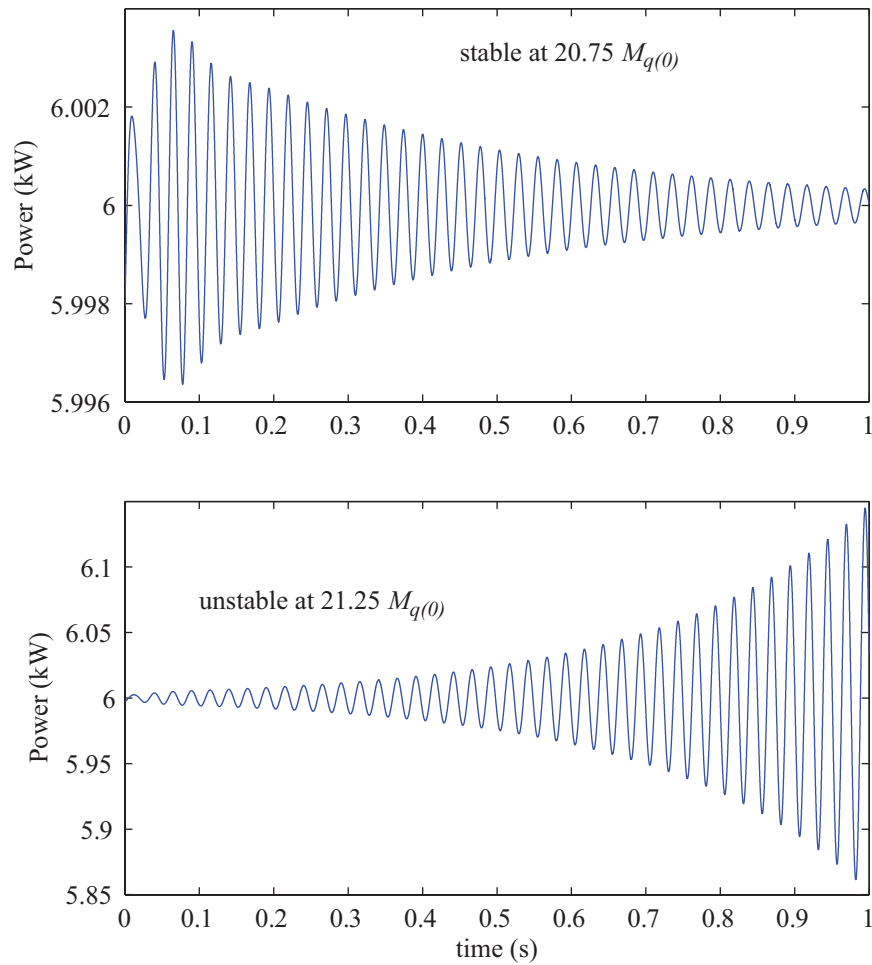 stable at 20.75 M_{q(0)}
6.002
6
5.998
5.996
Power (kW)
0 0.1 0.2 0.3 0.4 0.5 0.6 0.7 0.8 0.9 1
unstable at 21.25 M_{q(0)}
6.1
6.05
6
5.95
5.9
5.85
Power (kW)
0 0.1 0.2 0.3 0.4 0.5 0.6 0.7 0.8 0.9 1
time (s)